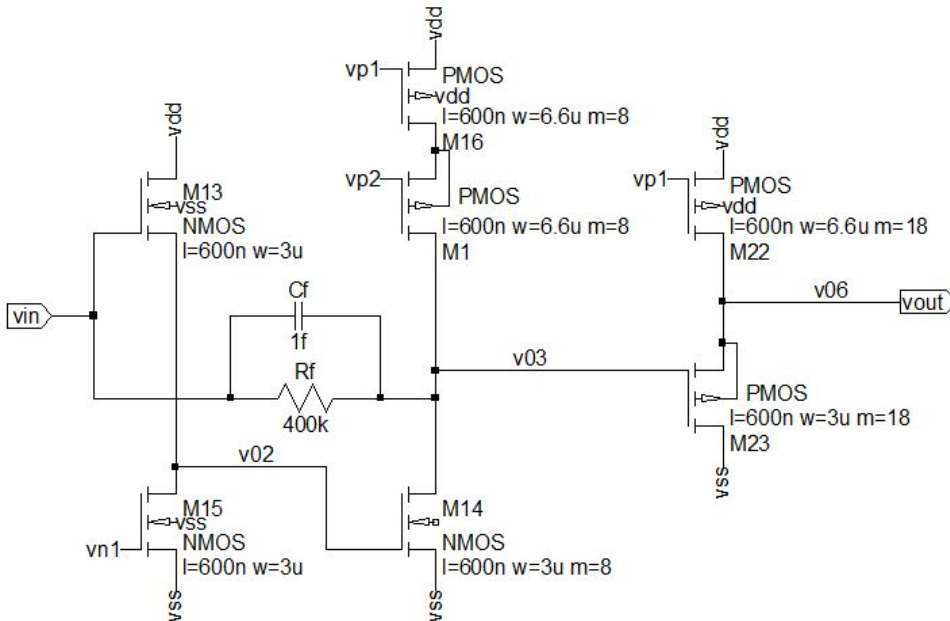 vdd
vp1
PMOS
vdd
l=600n w=6.6u m=8
M16
vdd
M13
vss
NMOS
l=600n w=3u
vp2
PMOS
l=600n w=6.6u m=8
M1
vdd
vp1
PMOS
vdd
l=600n w=6.6u m=18
M22
vin
Cf
1f
Rf
400k
v06
vout
v03
PMOS
l=600n w=3u m=18
M23
vss
v02
M15
vss
vn1
NMOS
l=600n w=3u
vss
M14
NMOS
l=600n w=3u m=8
vss